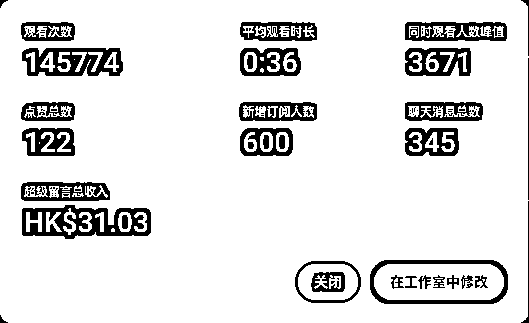 观看次数
平均观看时长
同时观看人数峰值
145774
0:36
3671
点赞总数
新增订阅人数
聊天消息总数
122
600
345
超级留言总收入
HK$31.03
关闭
在工作室中修改